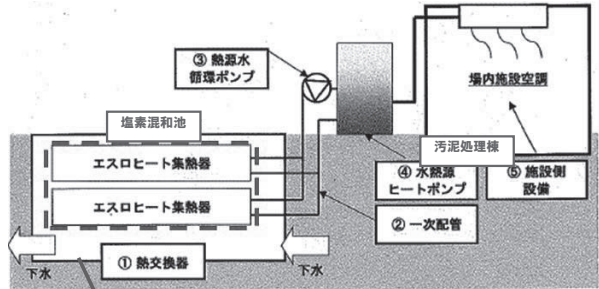 ③ 熱源水
循環ポンプ
場内施設空調
塩素混和池
汚泥処理棟
エスロヒート集熱器
④ 水熱源
ヒートポンプ
⑤ 施設側
設備
エスロヒート集熱器
② 一次配管
① 熱交換器
下水
下水